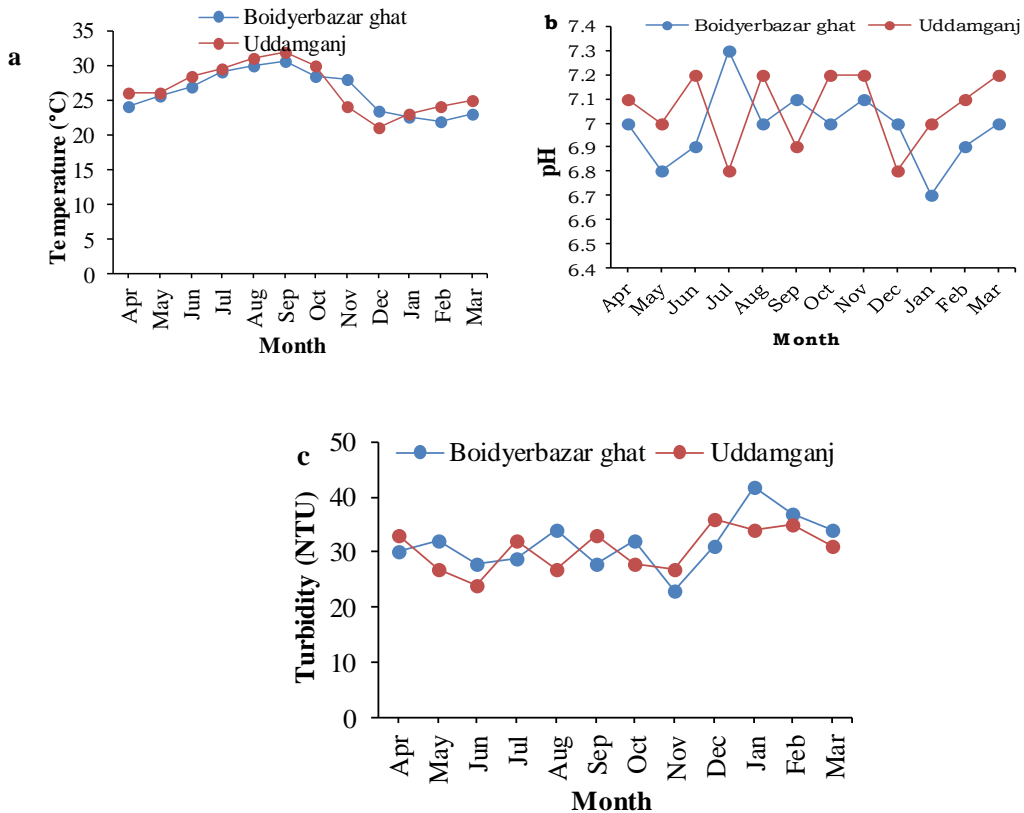 a
Boidyerbazar ghat
Uddamganj
Temperature (°C)
35
30
25
20
15
10
5
0
Apr May Jun Jul Aug Sep Oct Nov Dec Jan Feb Mar
Month
b
Boidyerbazar ghat Uddamganj
pH
7.4
7.3
7.2
7.1
7
6.9
6.8
6.7
6.6
6.5
6.4
Apr May Jun Jul Aug Sep Oct Nov Dec Jan Feb Mar
Month
c
Boidyerbazar ghat Uddamganj
Turbidity (NTU)
50
40
30
20
10
0
Apr May Jun Jul Aug Sep Oct Nov Dec Jan Feb Mar
Month